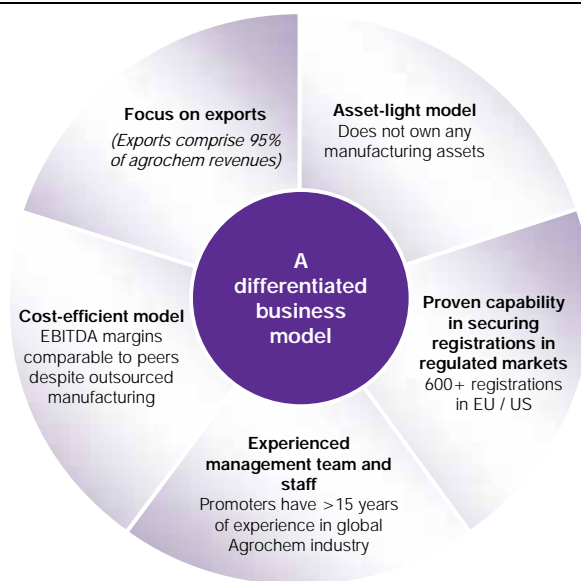 Focus on exports
(Exports comprise 95%
of agrochem revenues)
Asset-light model
Does not own any
manufacturing assets
A
differentiated
business
model
Proven capability
in securing
registrations in
regulated markets
600+ registrations
in EU / US
Experienced
management team and
staff
Promoters have >15 years
of experience in global
Agrochem industry
Cost-efficient model
EBITDA margins
comparable to peers
despite outsourced
manufacturing